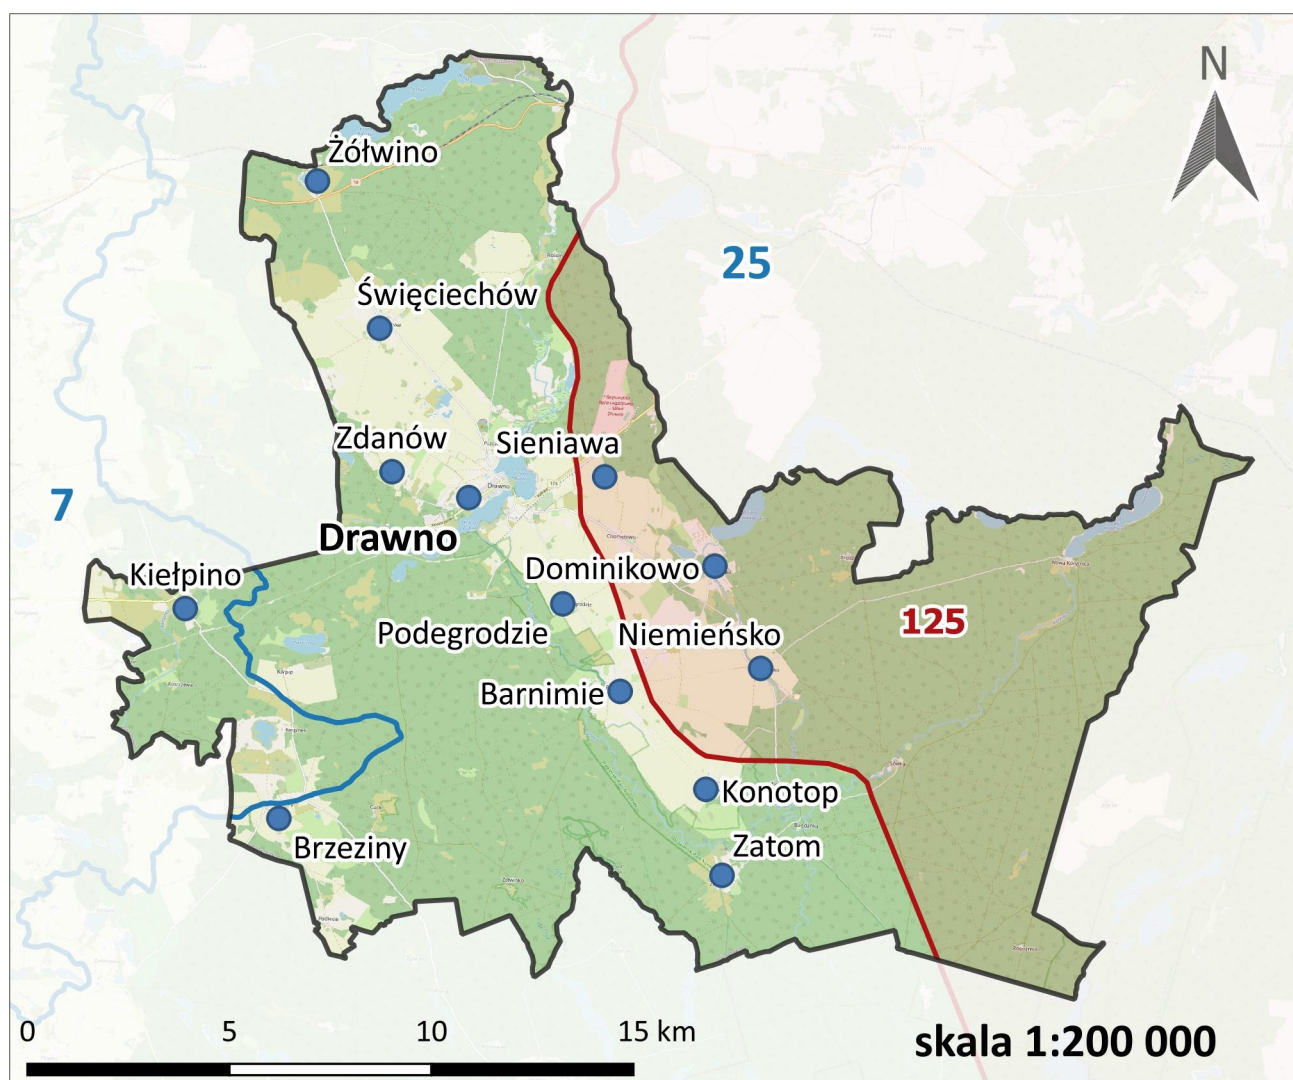 N
Żółwino
25
Święciechów
Zdanów
Sieniawa
7
Drawno
Dominikowo
Kiełpino
125
Podegrodzie
Niemieńsko
Barnimie
Konotop
Brzeziny
Zatom
0 5 10 15 km
skala 1:200 000